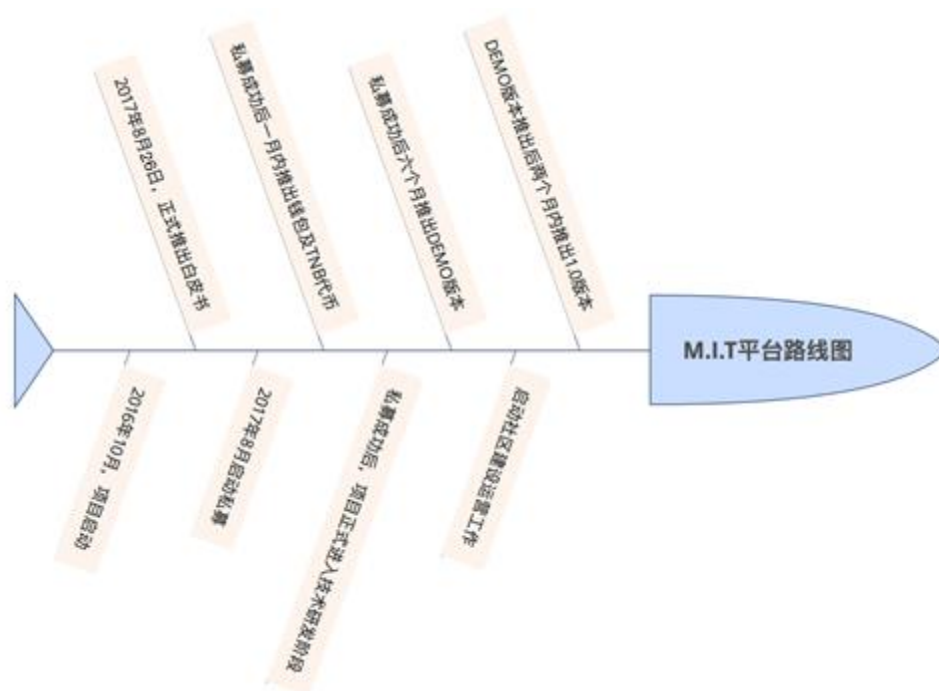 2017年8月26日，正式推出白皮书
私募成功后一月内推出钱包及TNB代币
私募成功后六个月推出DEMO版本
DEMO版本推出后两个月内推出1.0版本
M.I.T平台路线图
2016年10月，项目启动
2017年8月启动私募
私募成功后，项目正式进入技术研发阶段
启动社区建设运营工作